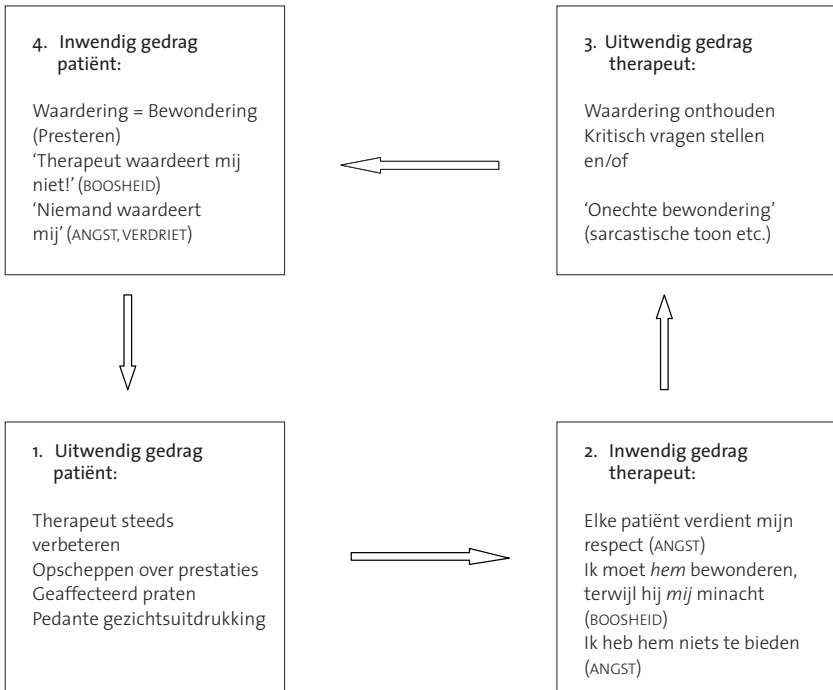 4. Inwendig gedrag
patiënt:
Waardering = Bewondering
(Presteren)
‘Therapeut waardeert mij
niet!’ (BOOSHEID)
‘Niemand waardeert
mij’ (ANGST, VERDRIET)
3. Uitwendig gedrag
therapeut:
Waardering onthouden
Kritisch vragen stellen
en/of
‘Onechte bewondering’
(sarcastische toon etc.)
1. Uitwendig gedrag
patiënt:
Therapeut steeds
verbeteren
Opscheppen over prestaties
Geaffecteerd praten
Pedante gezichtsuitdrukking
2. Inwendig gedrag
therapeut:
Elke patiënt verdient mijn
respect (ANGST)
Ik moet hem bewonderen,
terwijl hij mij minacht
(BOOSHEID)
Ik heb hem niets te bieden
(ANGST)